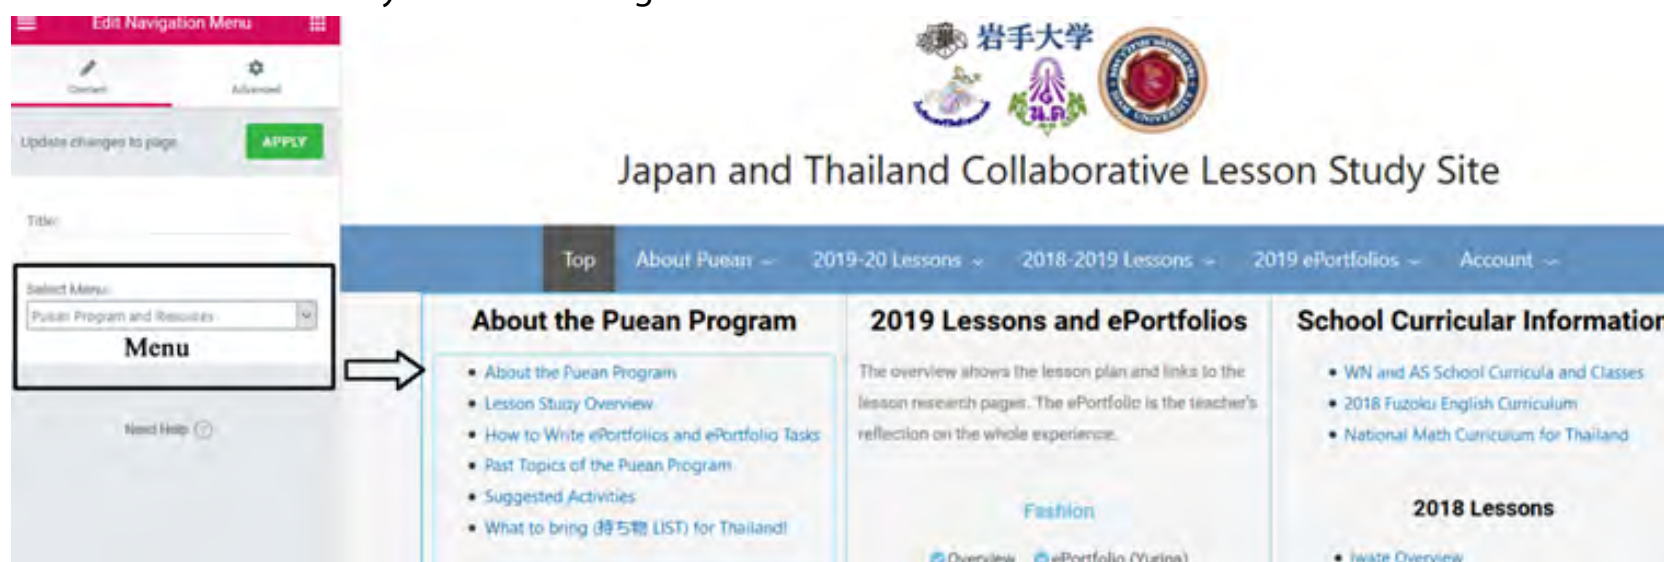 Edit Navigation Menu
Content
Advanced
Update changes to page
APPLY
Title:
Select Menu:
Puean Program and Resources
Menu
Need Help
岩手大学
SIAM UNIVERSITY
Japan and Thailand Collaborative Lesson Study Site
Top
About Puean
2019-20 Lessons
2018-2019 Lessons
2019 ePortfolios
Account
About the Puean Program
• About the Puean Program
• Lesson Study Overview
• How to Write ePortfolios and ePortfolio Tasks
• Past Topics of the Puean Program
• Suggested Activities
• What to bring (持ち物 LIST) for Thailand!
2019 Lessons and ePortfolios
The overview shows the lesson plan and links to the
lesson research pages. The ePortfolio is the teacher's
reflection on the whole experience.
Fashion
Overview ePortfolio (Yurina)
School Curricular Information
• WN and AS School Curricula and Classes
• 2018 Fuzoku English Curriculum
• National Math Curriculum for Thailand
2018 Lessons
• Iwate Overview